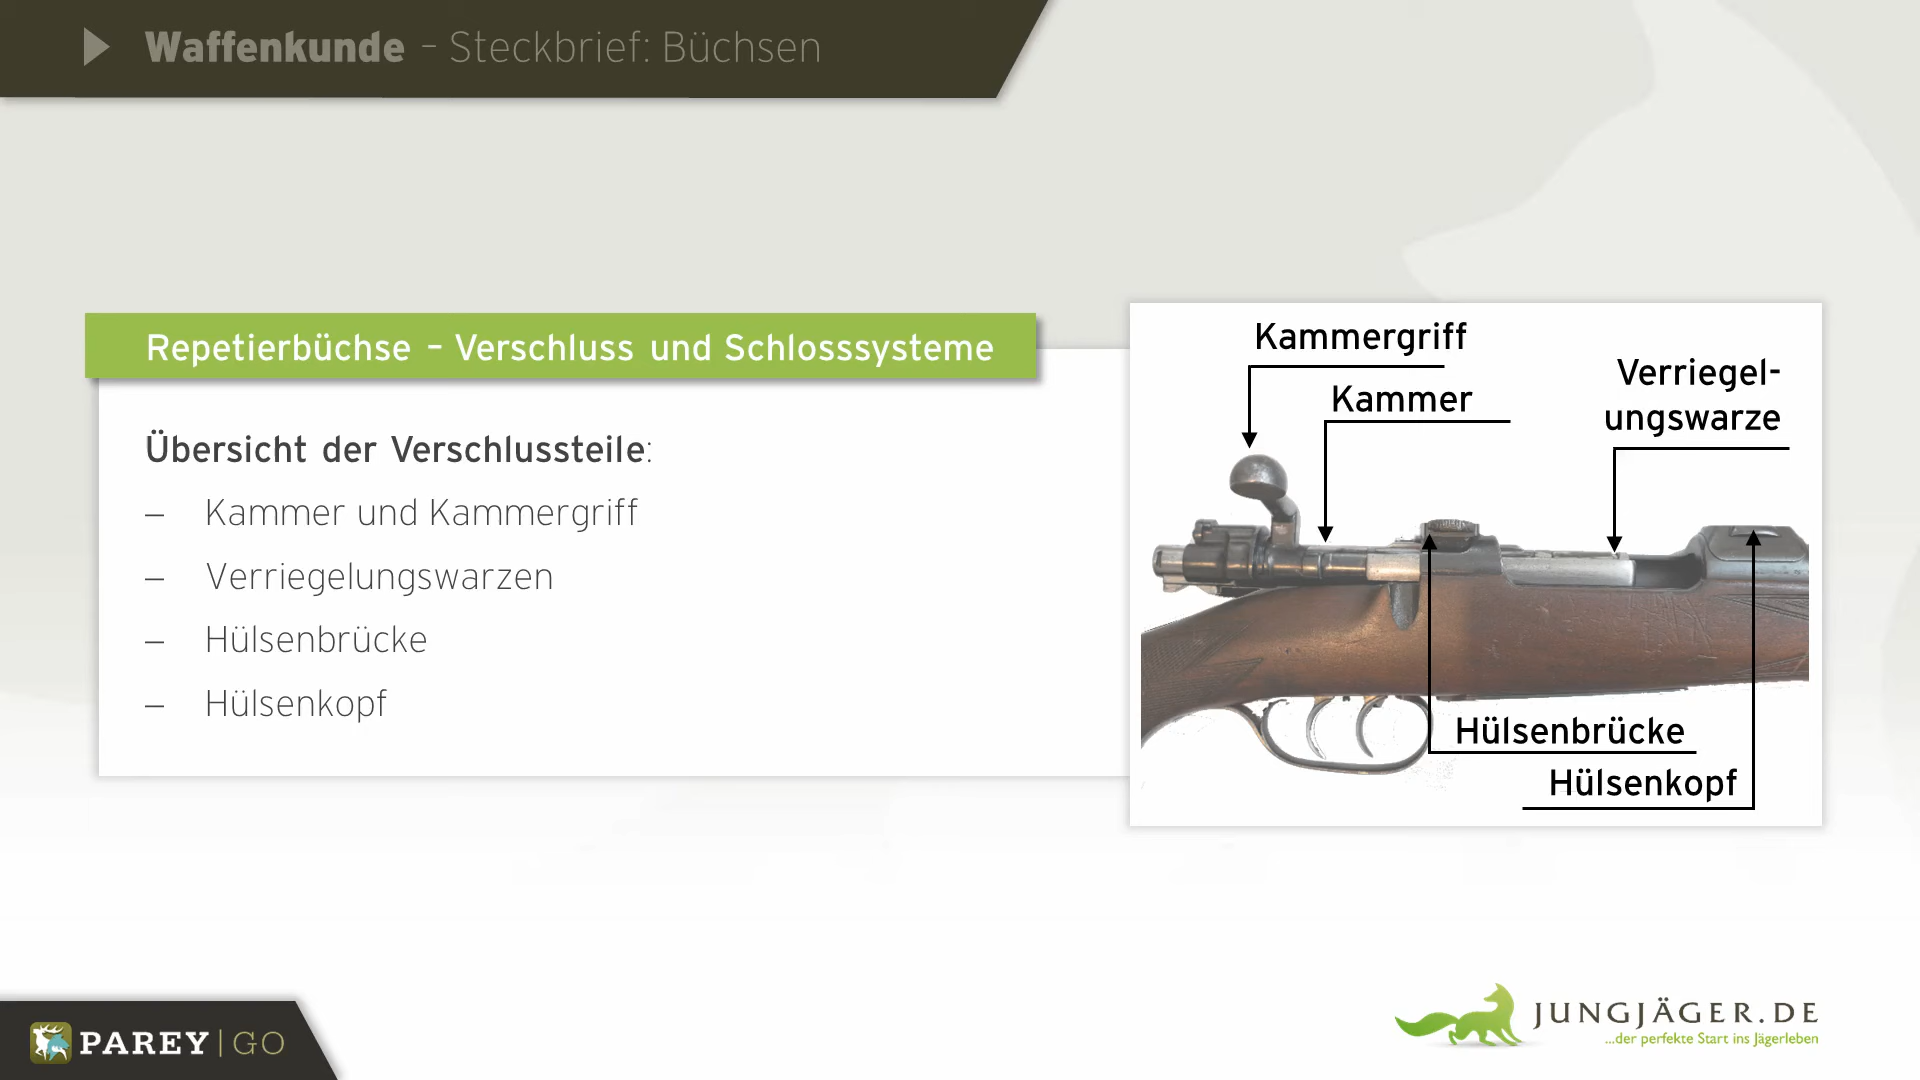 Waffenkunde – Steckbrief: Büchsen
Repetierbüchse – Verschluss und Schlosssysteme
Übersicht der Verschlussteile:
– Kammer und Kammergriff
– Verriegelungswarzen
– Hülsenbrücke
– Hülsenkopf
Kammergriff
Kammer
Verriegel-
ungswarze
Hülsenbrücke
Hülsenkopf
PAREY | GO
JUNGJÄGER.DE
...der perfekte Start ins Jägerleben